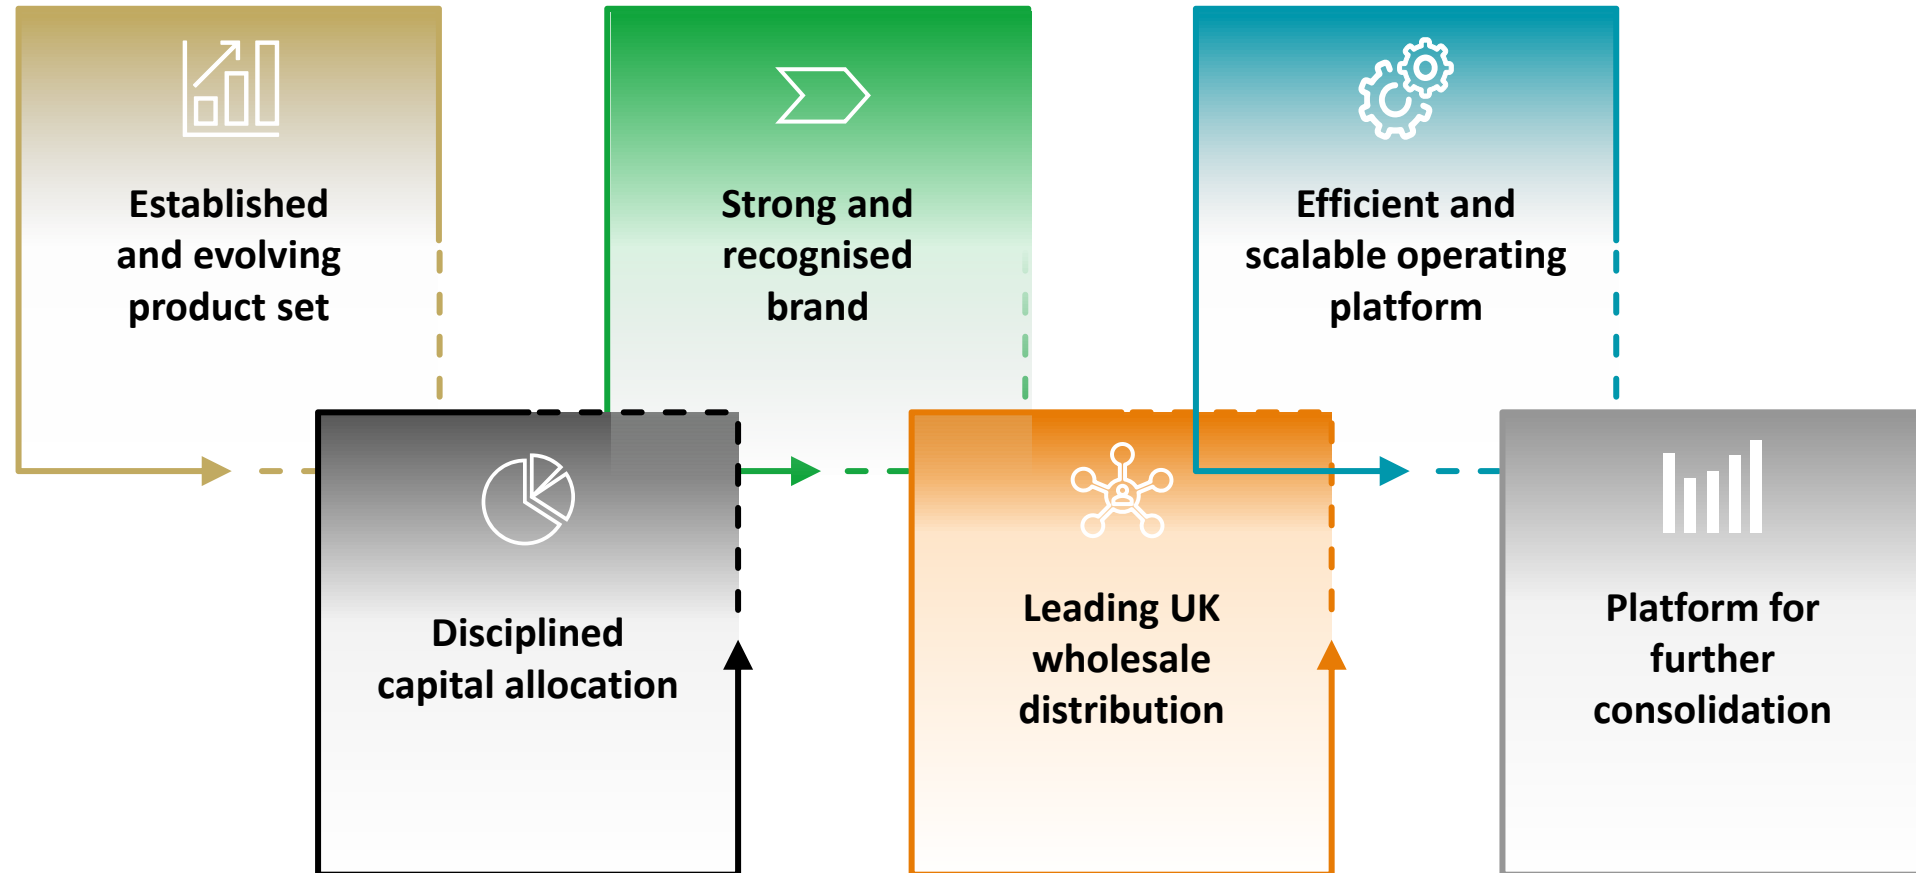 Established
and evolving
product set
Strong and
recognised
brand
Efficient and
scalable operating
platform
Disciplined
capital allocation
Leading UK
wholesale
distribution
Platform for
further
consolidation